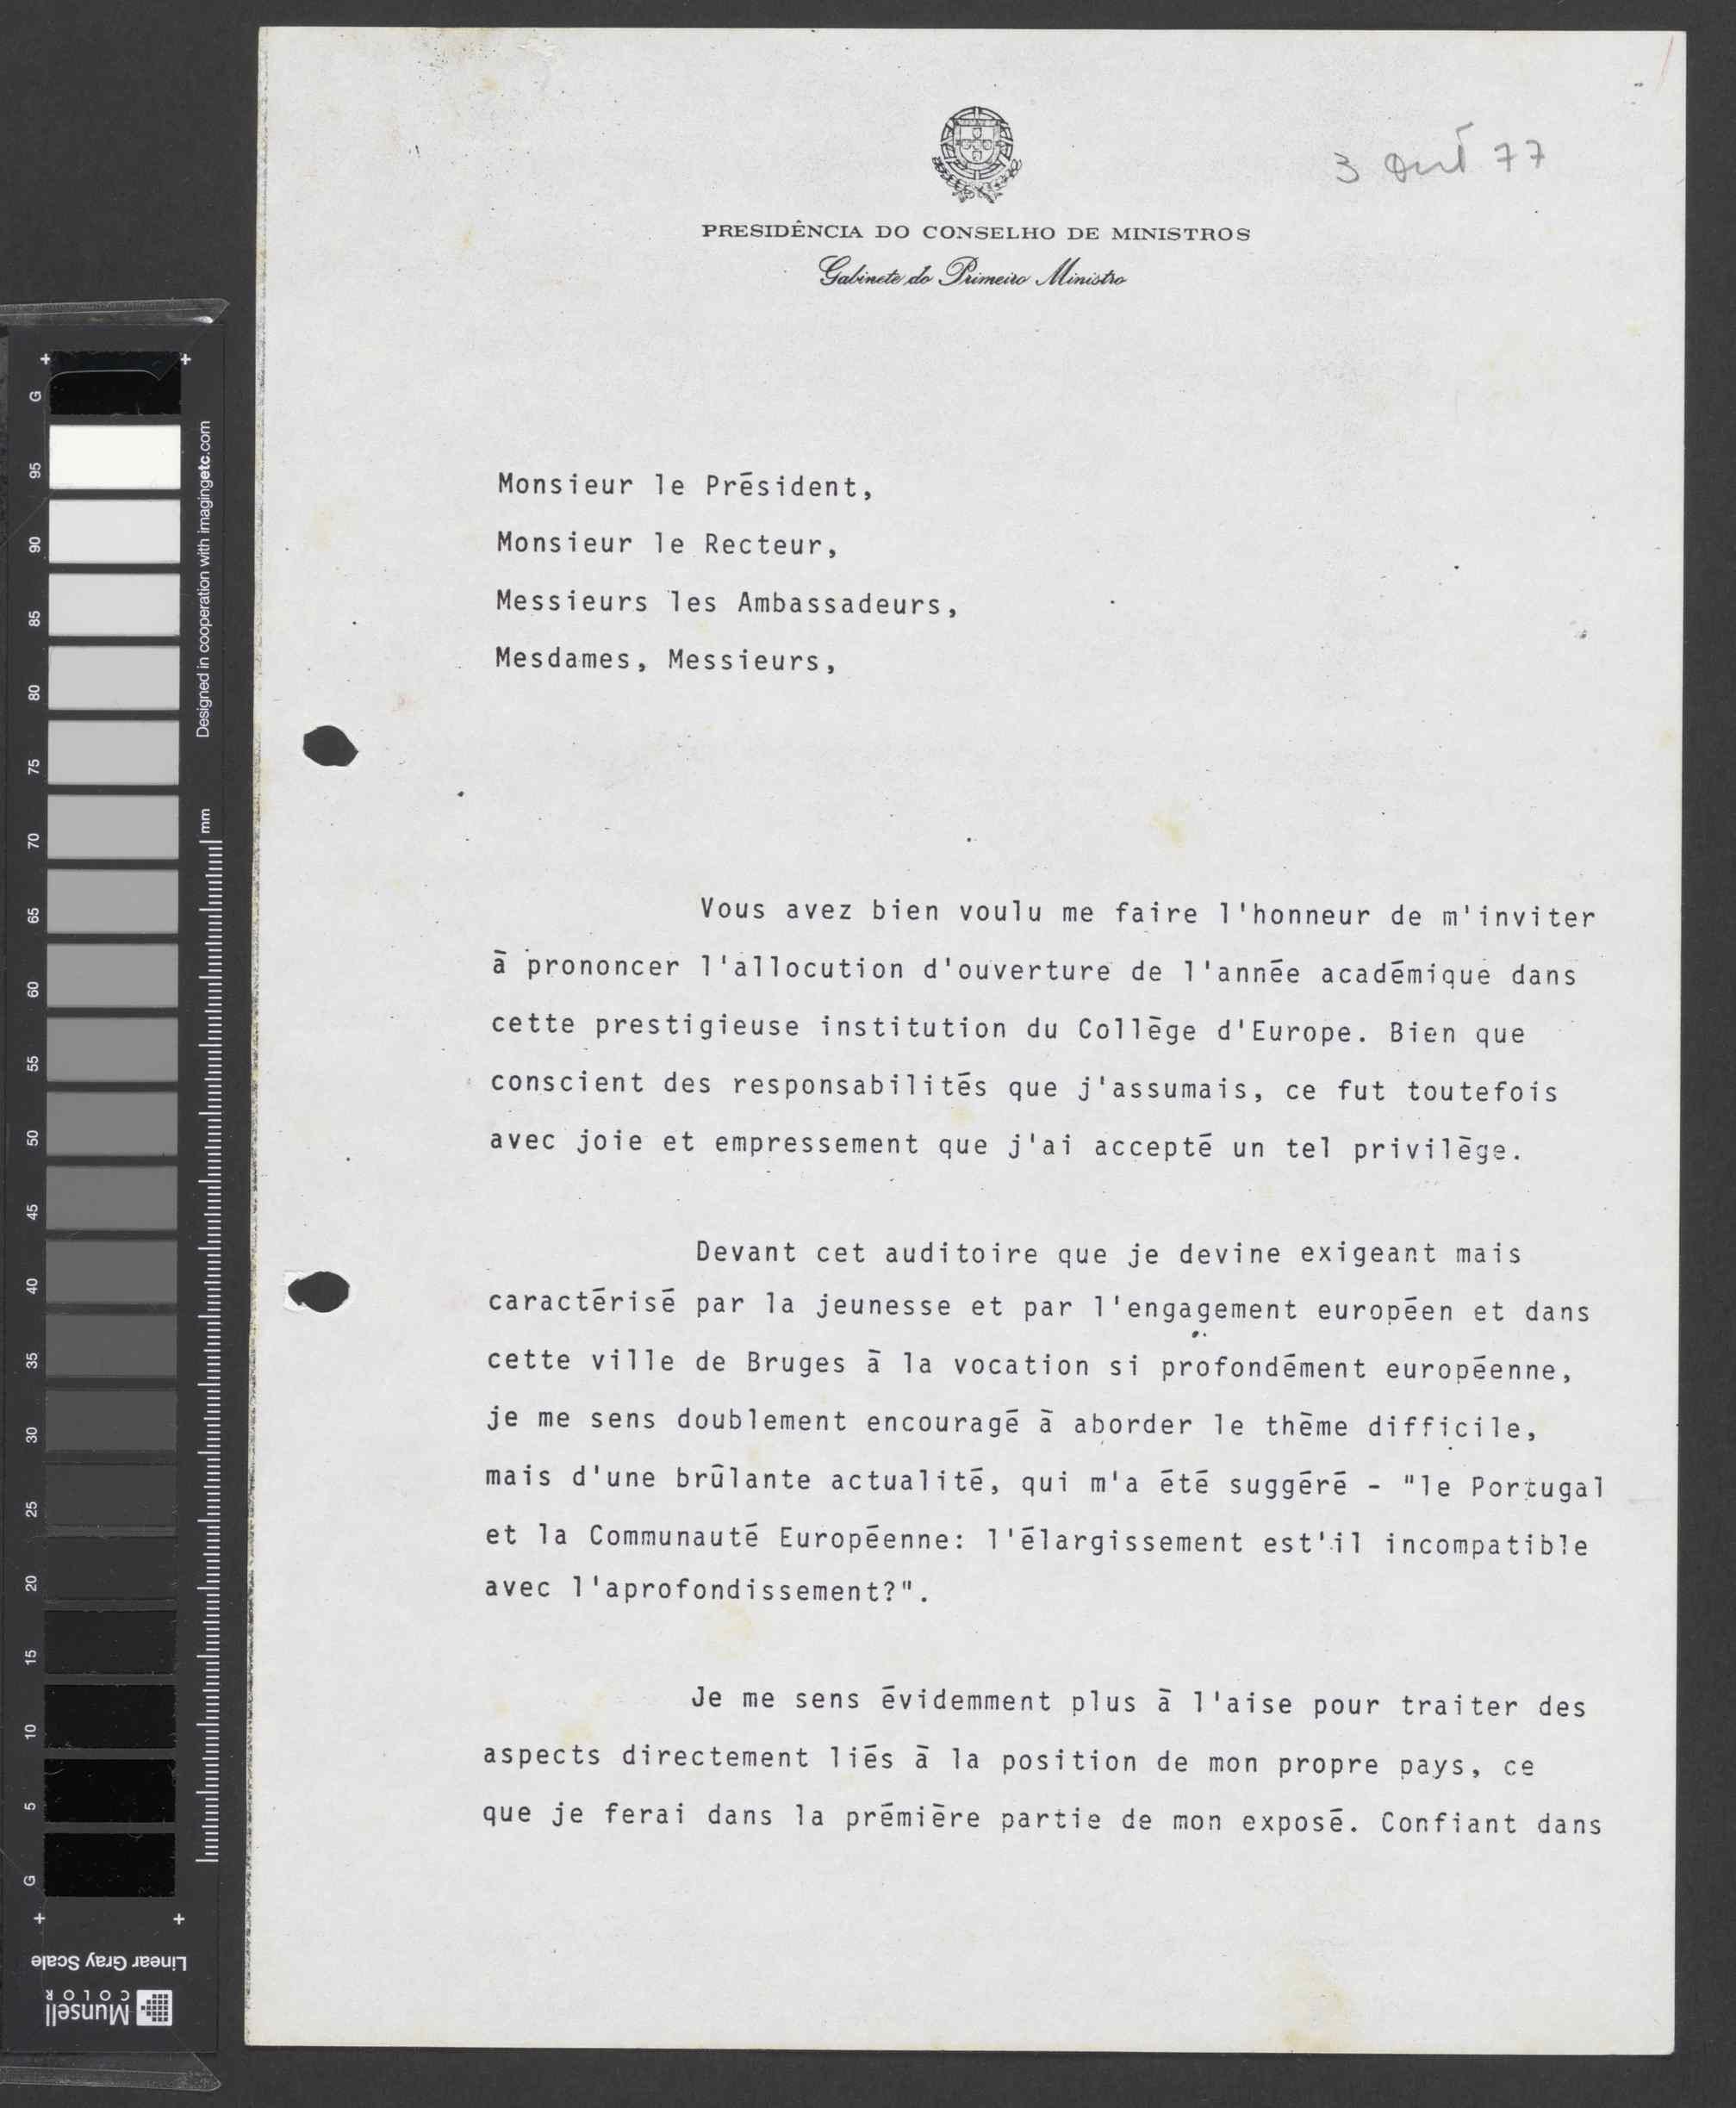 3 Out 77
PRESIDÊNCIA DO CONSELHO DE MINISTROS
Gabinete do Primeiro Ministro
Monsieur le Président,
Monsieur le Recteur,
Messieurs les Ambassadeurs,
Mesdames, Messieurs,
Vous avez bien voulu me faire l'honneur de m'inviter
à prononcer l'allocution d'ouverture de l'année académique dans
cette prestigieuse institution du Collège d'Europe. Bien que
conscient des responsabilités que j'assumais, ce fut toutefois
avec joie et empressement que j'ai accepté un tel privilège.
Devant cet auditoire que je devine exigeant mais
caractérisé par la jeunesse et par l'engagement européen et dans
cette ville de Bruges à la vocation si profondément européenne,
je me sens doublement encouragé à aborder le thème difficile,
mais d'une brûlante actualité, qui m'a été suggéré - "le Portugal
et la Communauté Européenne: l'élargissement est'il incompatible
avec l'aprofondissement?".
Je me sens évidemment plus à l'aise pour traiter des
aspects directement liés à la position de mon propre pays, ce
que je ferai dans la prémière partie de mon exposé. Confiant dans
G
95
90
85
80
75
70
65
60
55
50
45
40
35
30
25
20
15
10
5
G
Designed in cooperation with imagingetc.com
mm
Linear Gray Scale
Munsell
COLOR